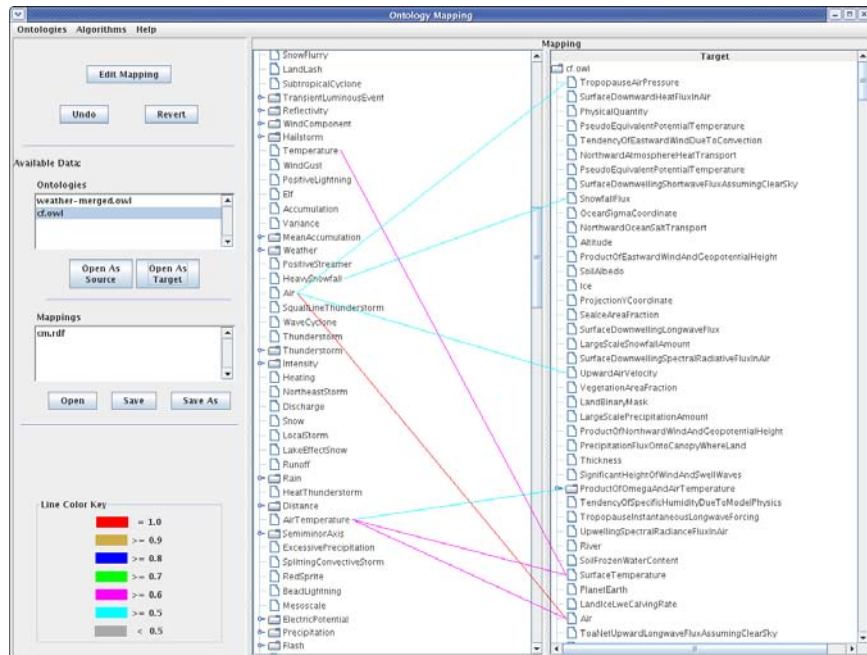 Ontology Mapping
Ontologies Algorithms Help
Edit Mapping
Undo Revert
Available Data:
Ontologies
weather-merged.owl
cf.owl
Open As Source
Open As Target
Mappings
cm.rdf
Open Save Save As
Line Color Key
= 1.0
>= 0.9
>= 0.8
>= 0.7
>= 0.6
>= 0.5
< 0.5
Mapping
SnowFlurry
LandLash
SubtropicalCyclone
TransientLuminousEvent
Reflectivity
WindComponent
Hailstorm
Temperature
WindGust
PositiveLightning
Elf
Accumulation
Variance
MeanAccumulation
Weather
PositiveStreamer
HeavySnowfall
Air
SquallLineThunderstorm
WaveCyclone
Thunderstorm
Thunderstorm
Intensity
Heating
NortheastStorm
Discharge
Snow
LocalStorm
LakeEffectSnow
Runoff
Rain
HeatThunderstorm
Distance
AirTemperature
SemiminorAxis
ExcessivePrecipitation
SplittingConvectiveStorm
RedSprite
BeadLightning
Mesoscale
ElectricPotential
Precipitation
Flash
Target
cf.owl
TropopauseAirPressure
SurfaceDownwardHeatFluxInAir
PhysicalQuantity
PseudoEquivalentPotentialTemperature
TendencyOfEastwardWindDueToConvection
NorthwardAtmosphereHeatTransport
PseudoEquivalentPotentialTemperature
SurfaceDownwellingShortwaveFluxAssumingClearSky
SnowfallFlux
OceanSigmaCoordinate
NorthwardOceanSaltTransport
Altitude
ProductOfEastwardWindAndGeopotentialHeight
SoilAlbedo
Ice
ProjectionYCoordinate
SeaIceAreaFraction
SurfaceDownwellingLongwaveFlux
LargeScaleSnowfallAmount
SurfaceDownwellingSpectralRadiativeFluxInAir
UpwardAirVelocity
VegetationAreaFraction
LandBinaryMask
LargeScalePrecipitationAmount
ProductOfNorthwardWindAndGeopotentialHeight
PrecipitationFluxOntoCanopyWhereLand
Thickness
SignificantHeightOfWindAndSwellWaves
ProductOfOmegaAndAirTemperature
TendencyOfSpecificHumidityDueToModelPhysics
TropopauseInstantaneousLongwaveForcing
UpwellingSpectralRadianceFluxInAir
River
SoilFrozenWaterContent
SurfaceTemperature
PlanetEarth
LandIceLweCalvingRate
Air
ToaNetUpwardLongwaveFluxAssumingClearSky